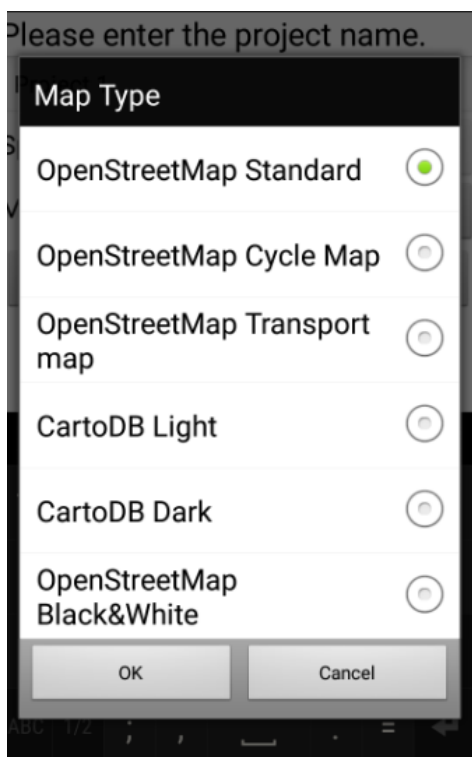 Please enter the project name.
Map Type
OpenStreetMap Standard
OpenStreetMap Cycle Map
OpenStreetMap Transport
map
CartoDB Light
CartoDB Dark
OpenStreetMap
Black&White
OK Cancel
ABC 1/2 ; , . =